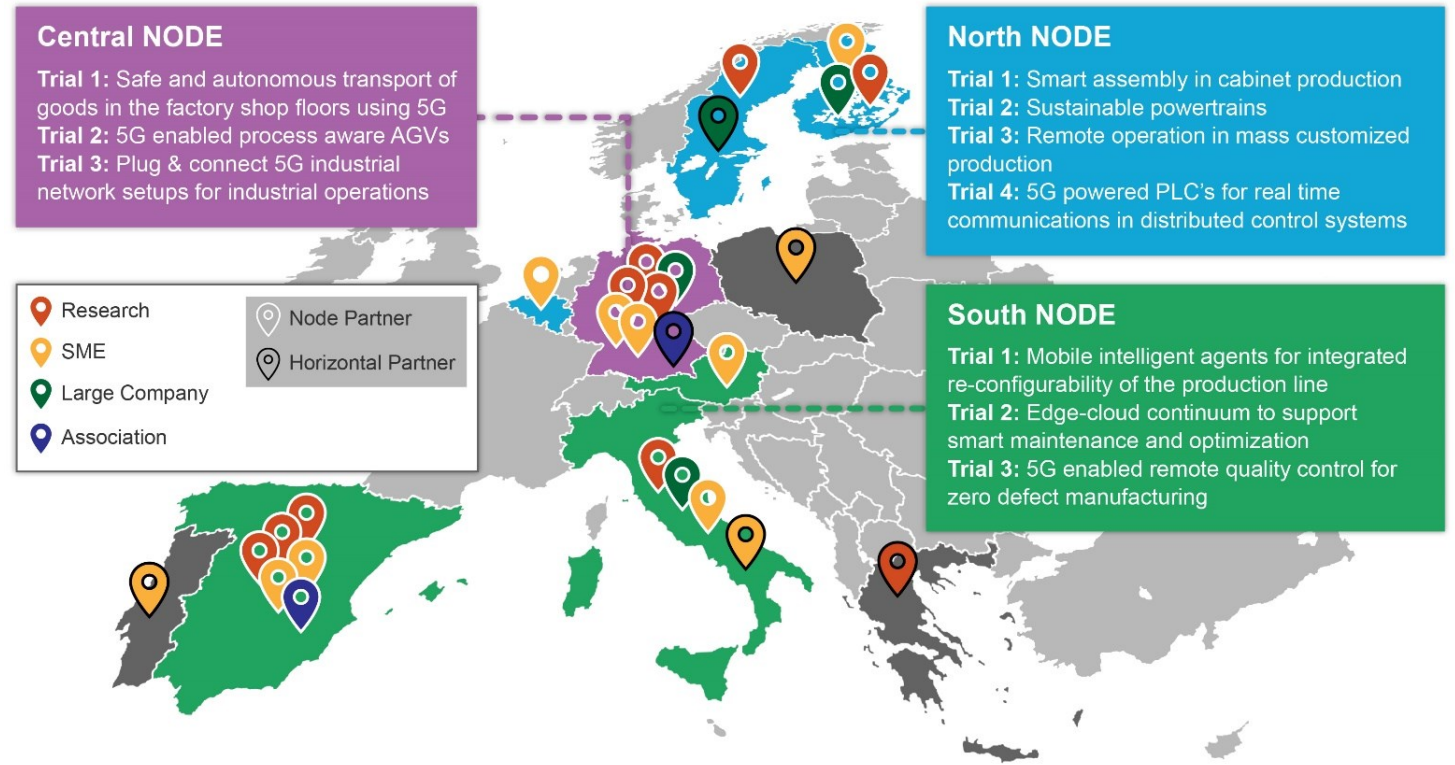 Central NODE
Trial 1: Safe and autonomous transport of
goods in the factory shop floors using 5G
Trial 2: 5G enabled process aware AGVs
Trial 3: Plug & connect 5G industrial
network setups for industrial operations
North NODE
Trial 1: Smart assembly in cabinet production
Trial 2: Sustainable powertrains
Trial 3: Remote operation in mass customized
production
Trial 4: 5G powered PLC's for real time
communications in distributed control systems
Research
SME
Large Company
Association
Node Partner
Horizontal Partner
South NODE
Trial 1: Mobile intelligent agents for integrated
re-configurability of the production line
Trial 2: Edge-cloud continuum to support
smart maintenance and optimization
Trial 3: 5G enabled remote quality control for
zero defect manufacturing